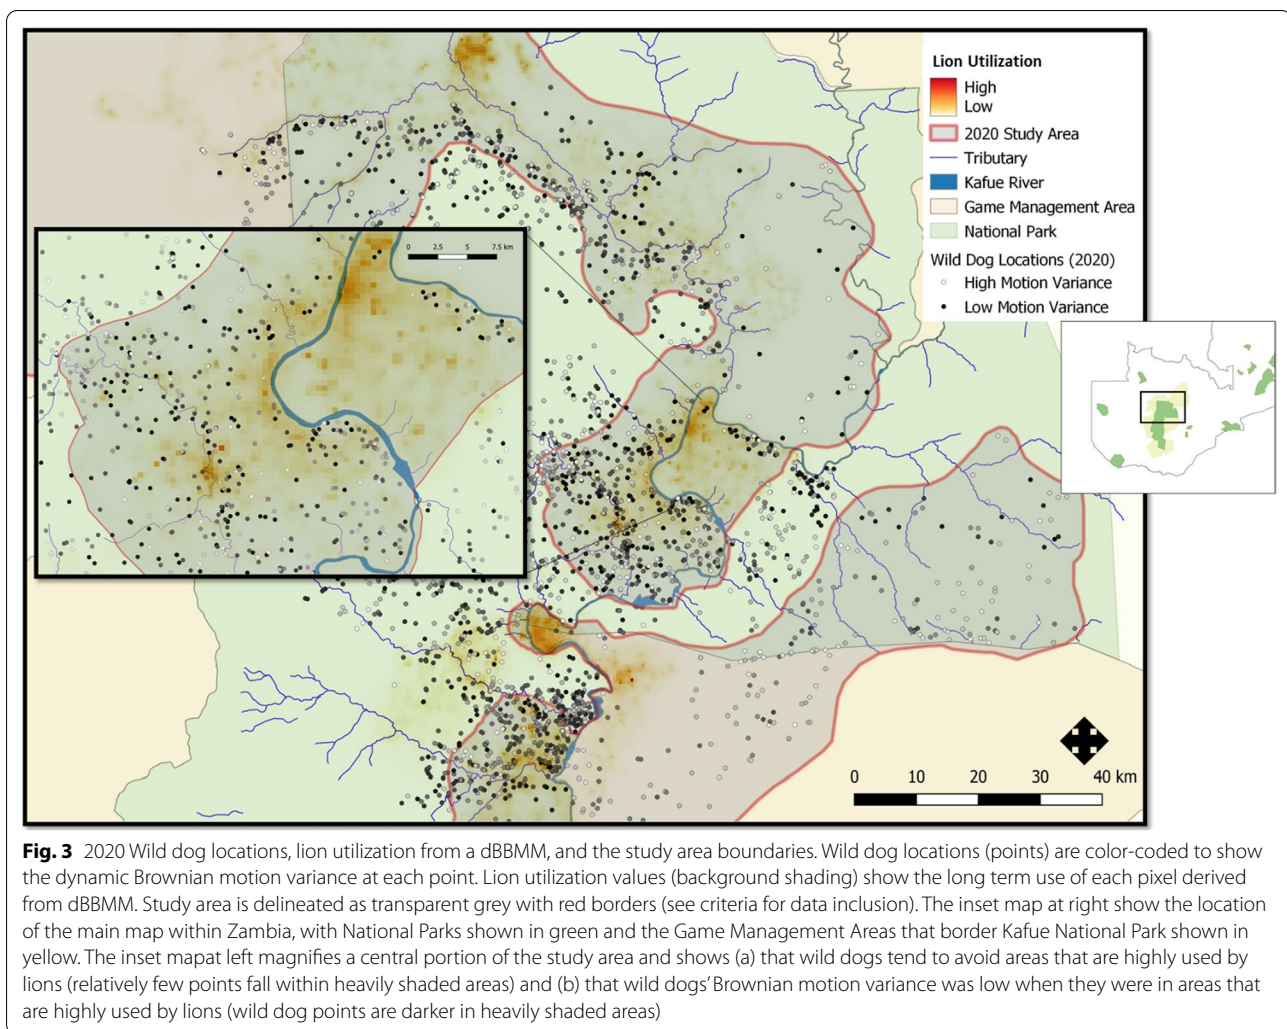 Lion Utilization
High
Low
2020 Study Area
Tributary
Kafue River
Game Management Area
National Park
Wild Dog Locations (2020)
High Motion Variance
Low Motion Variance
0 2.5 5 7.5 km
0 10 20 30 40 km
Fig. 3 2020 Wild dog locations, lion utilization from a dBBMM, and the study area boundaries. Wild dog locations (points) are color-coded to show
the dynamic Brownian motion variance at each point. Lion utilization values (background shading) show the long term use of each pixel derived
from dBBMM. Study area is delineated as transparent grey with red borders (see criteria for data inclusion). The inset map at right show the location
of the main map within Zambia, with National Parks shown in green and the Game Management Areas that border Kafue National Park shown in
yellow. The inset mapat left magnifies a central portion of the study area and shows (a) that wild dogs tend to avoid areas that are highly used by
lions (relatively few points fall within heavily shaded areas) and (b) that wild dogs' Brownian motion variance was low when they were in areas that
are highly used by lions (wild dog points are darker in heavily shaded areas)